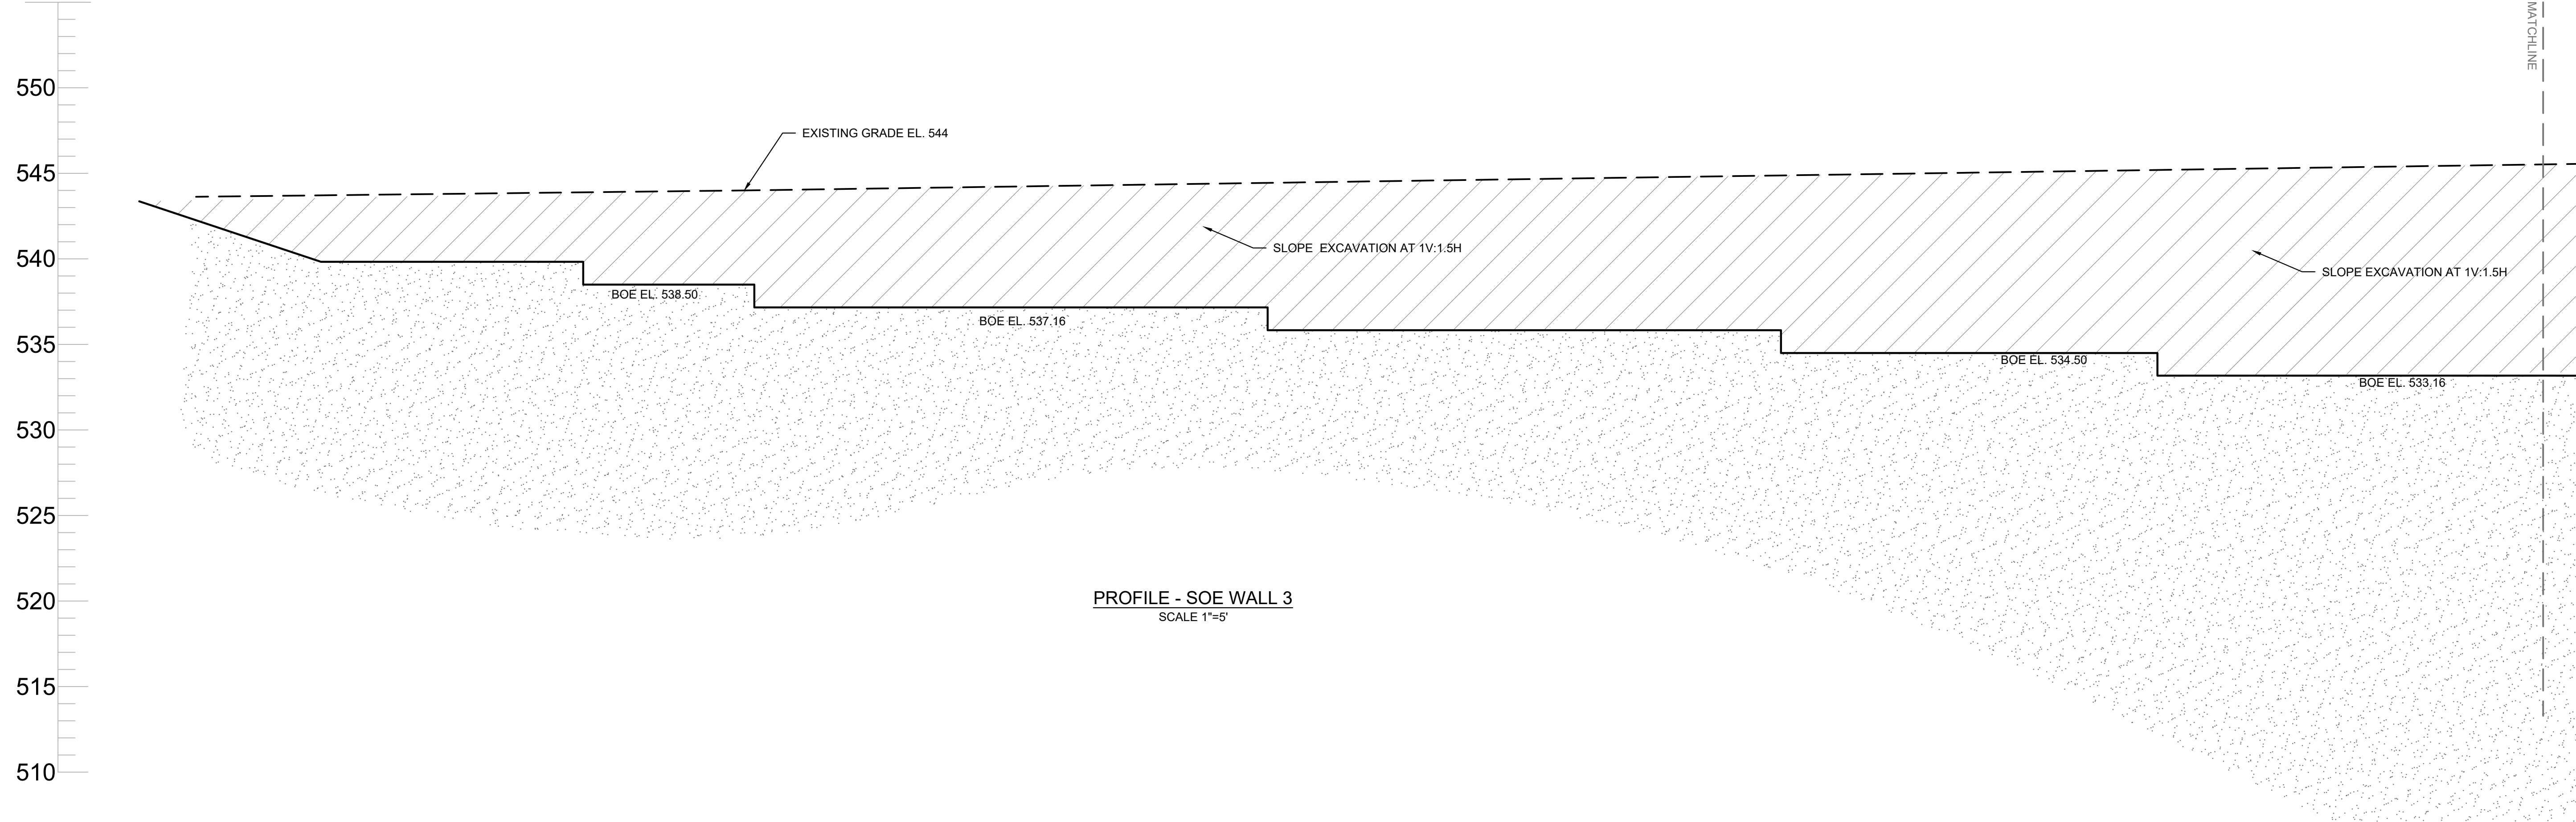 MATCHLINE
550
EXISTING GRADE EL. 544
545
SLOPE  EXCAVATION AT 1V:1.5H
540
SLOPE EXCAVATION AT 1V:1.5H
BOE EL. 538.50
BOE EL. 537.16
535
BOE EL. 534.50
BOE EL. 533.16
530
525
520
PROFILE - SOE WALL 3
SCALE 1"=5'
515
510